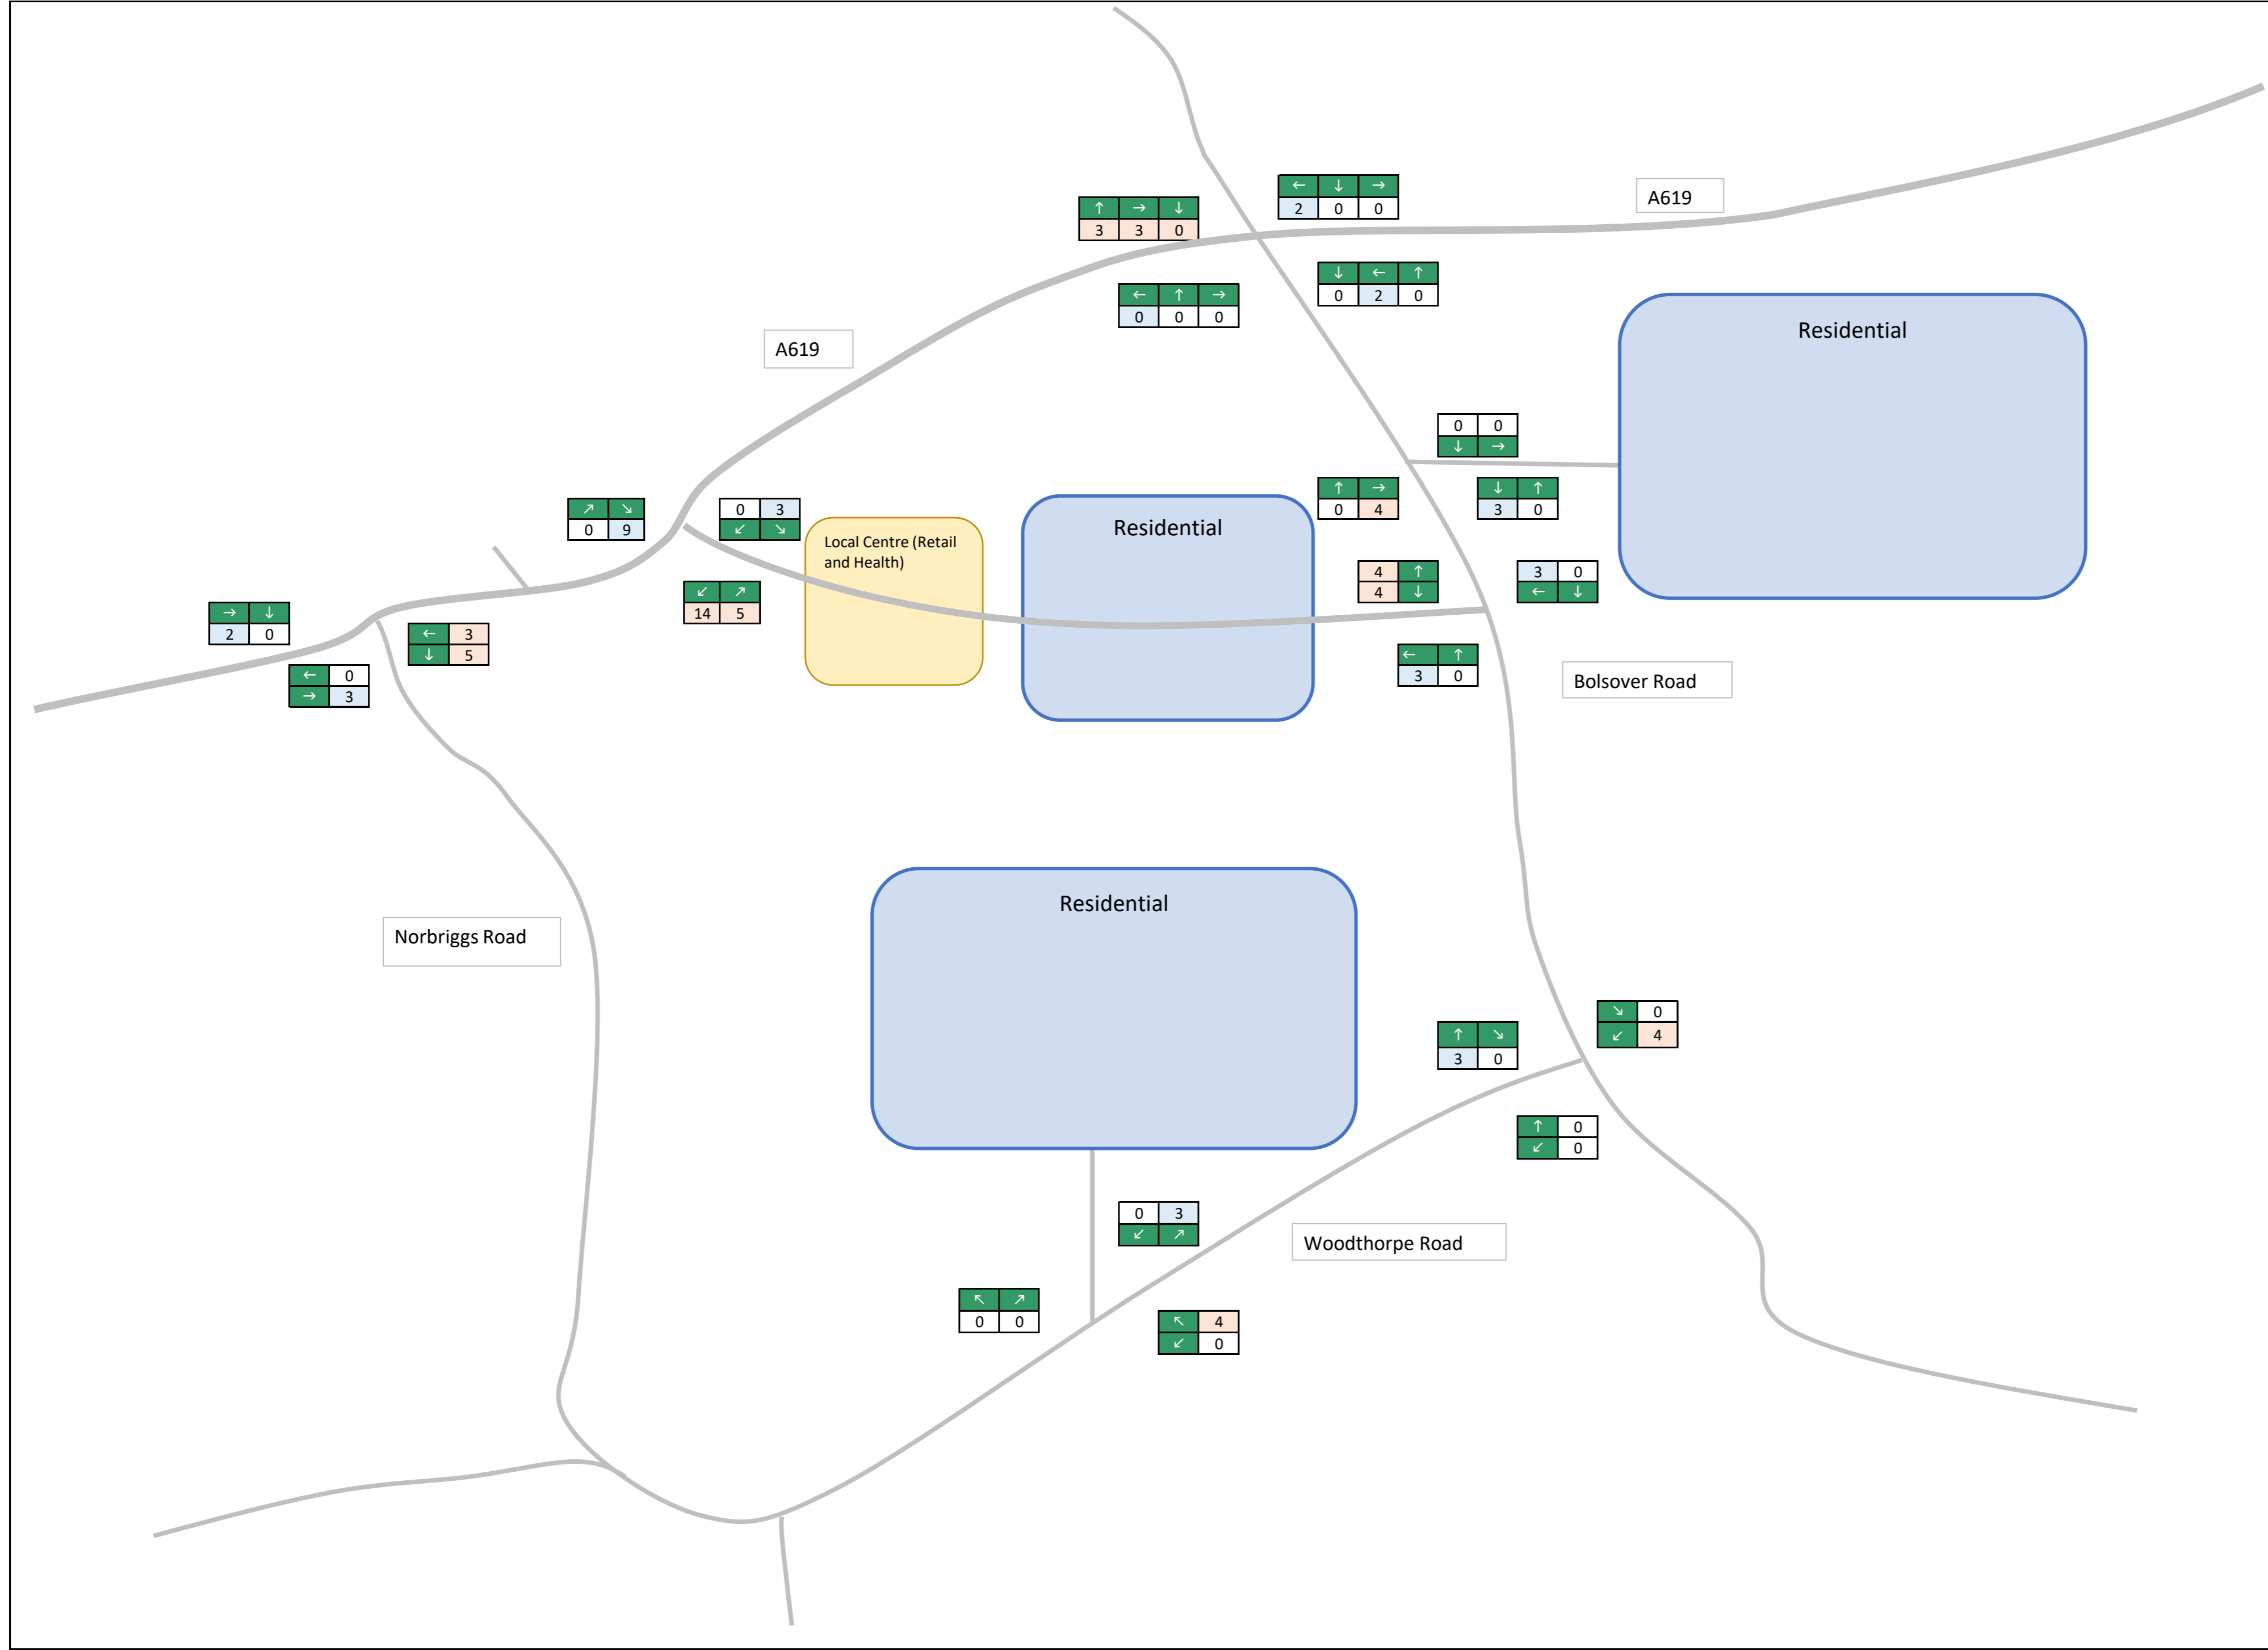 ← ↓ →
2 0 0
A619
↑ → ↓
3 3 0
↓ ← ↑
0 2 0
← ↑ →
0 0 0
Residential
A619
0 0
↓ →
↑ →
0 4
↓ ↑
3 0
↗ ↘
0 9
0 3
↙ ↘
Local Centre (Retail
and Health)
Residential
4 ↑
4 ↓
3 0
← ↓
↙ ↗
14 5
→ ↓
2 0
← 3
↓ 5
← 0
→ 3
← ↑
3 0
Bolsover Road
Residential
Norbriggs Road
↘ 0
↙ 4
↑ ↘
3 0
↑ 0
↙ 0
0 3
↙ ↗
Woodthorpe Road
↖ ↗
0 0
↖ 4
↙ 0